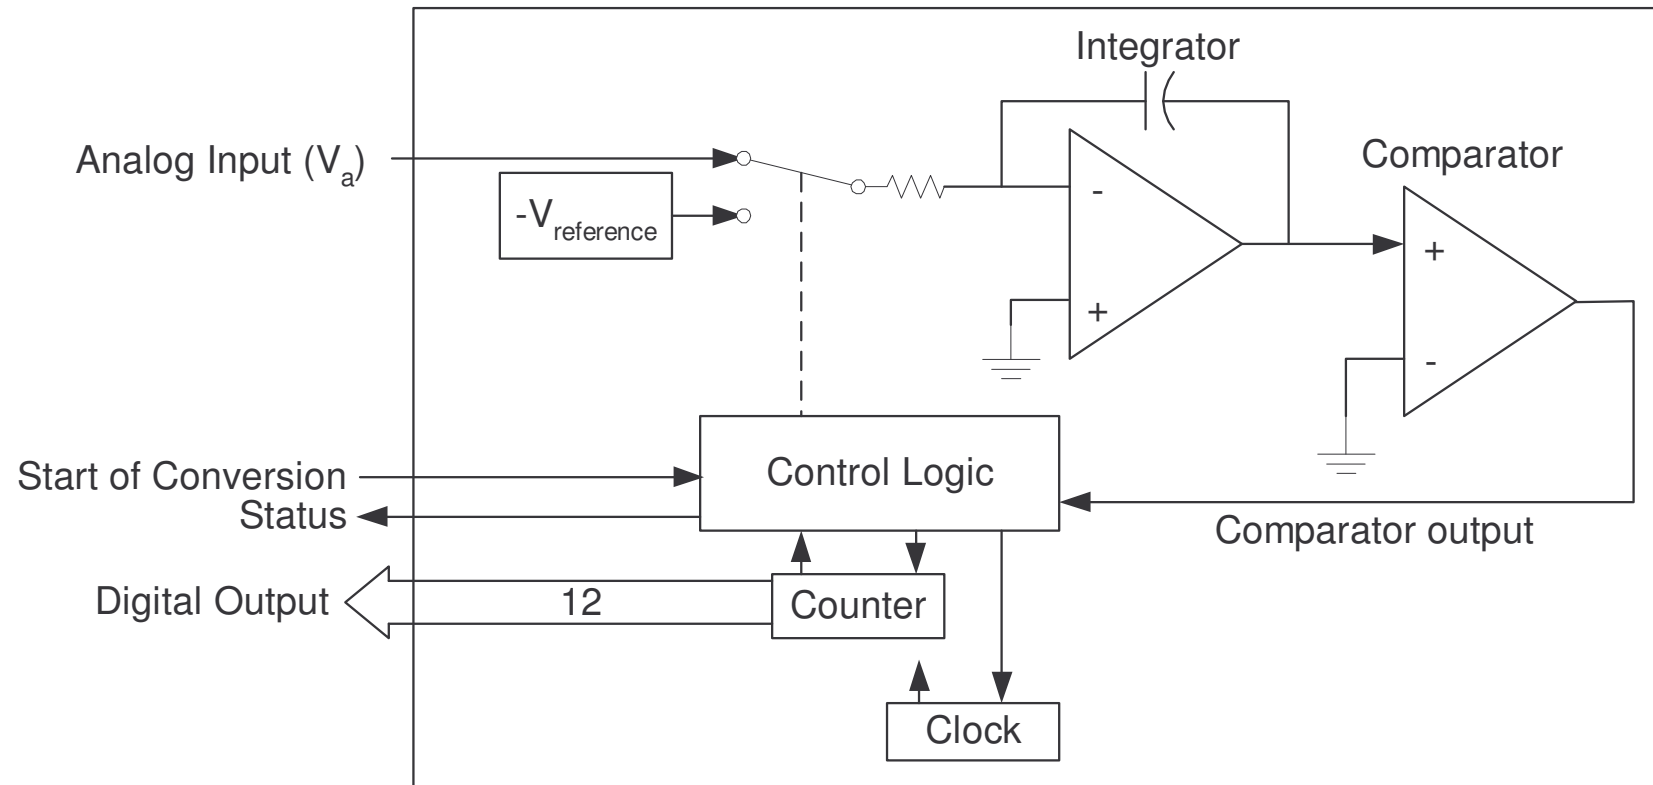 Integrator
Analog Input (Va)
Comparator
-Vreference
-
+
+
-
Control Logic
Start of Conversion
Status
Comparator output
Digital Output
12
Counter
Clock